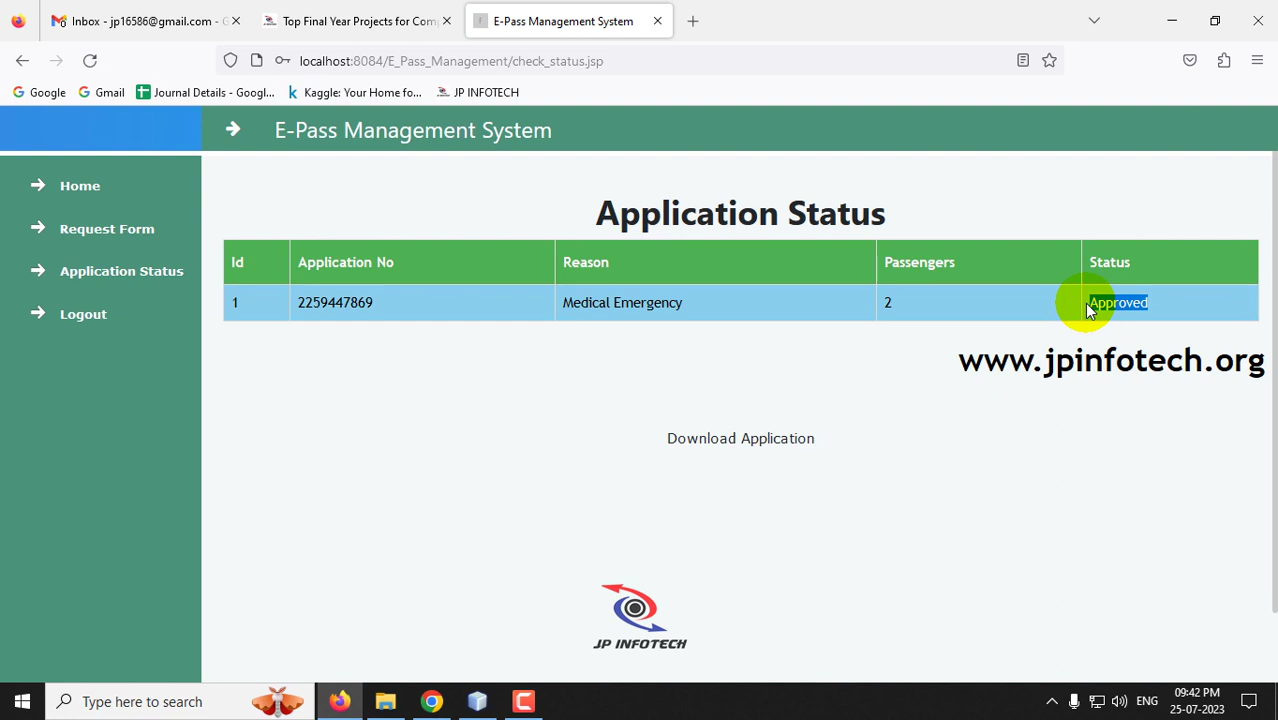 Inbox - jp16586@gmail.com - G
Top Final Year Projects for Com
E-Pass Management System
localhost:8084/E_Pass_Management/check_status.jsp
Google
Gmail
Journal Details - Googl...
Kaggle: Your Home fo...
JP INFOTECH
E-Pass Management System
Home
Request Form
Application Status
Logout
Application Status
Id Application No Reason Passengers Status
1 2259447869 Medical Emergency 2 Approved
www.jpinfotech.org
Download Application
JP INFOTECH
Type here to search
ENG
09:42 PM
25-07-2023